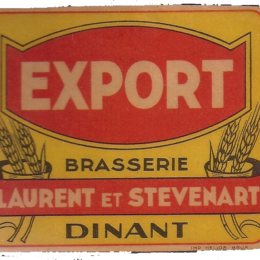 EXPORT
BRASSERIE
LAURENT ET STEVENART
DINANT